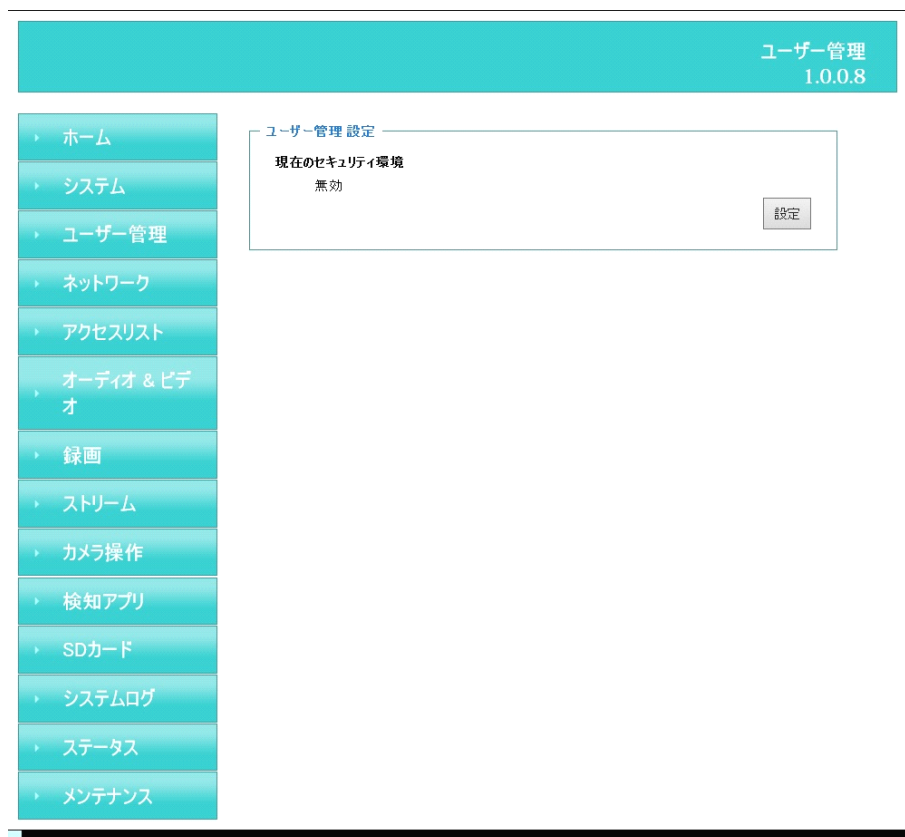 ユーザー管理
1.0.0.8
ホーム
システム
ユーザー管理
ネットワーク
アクセスリスト
オーディオ & ビデ
オ
録画
ストリーム
カメラ操作
検知アプリ
SDカード
システムログ
ステータス
メンテナンス
ユーザー管理 設定
現在のセキュリティ環境
無効
設定